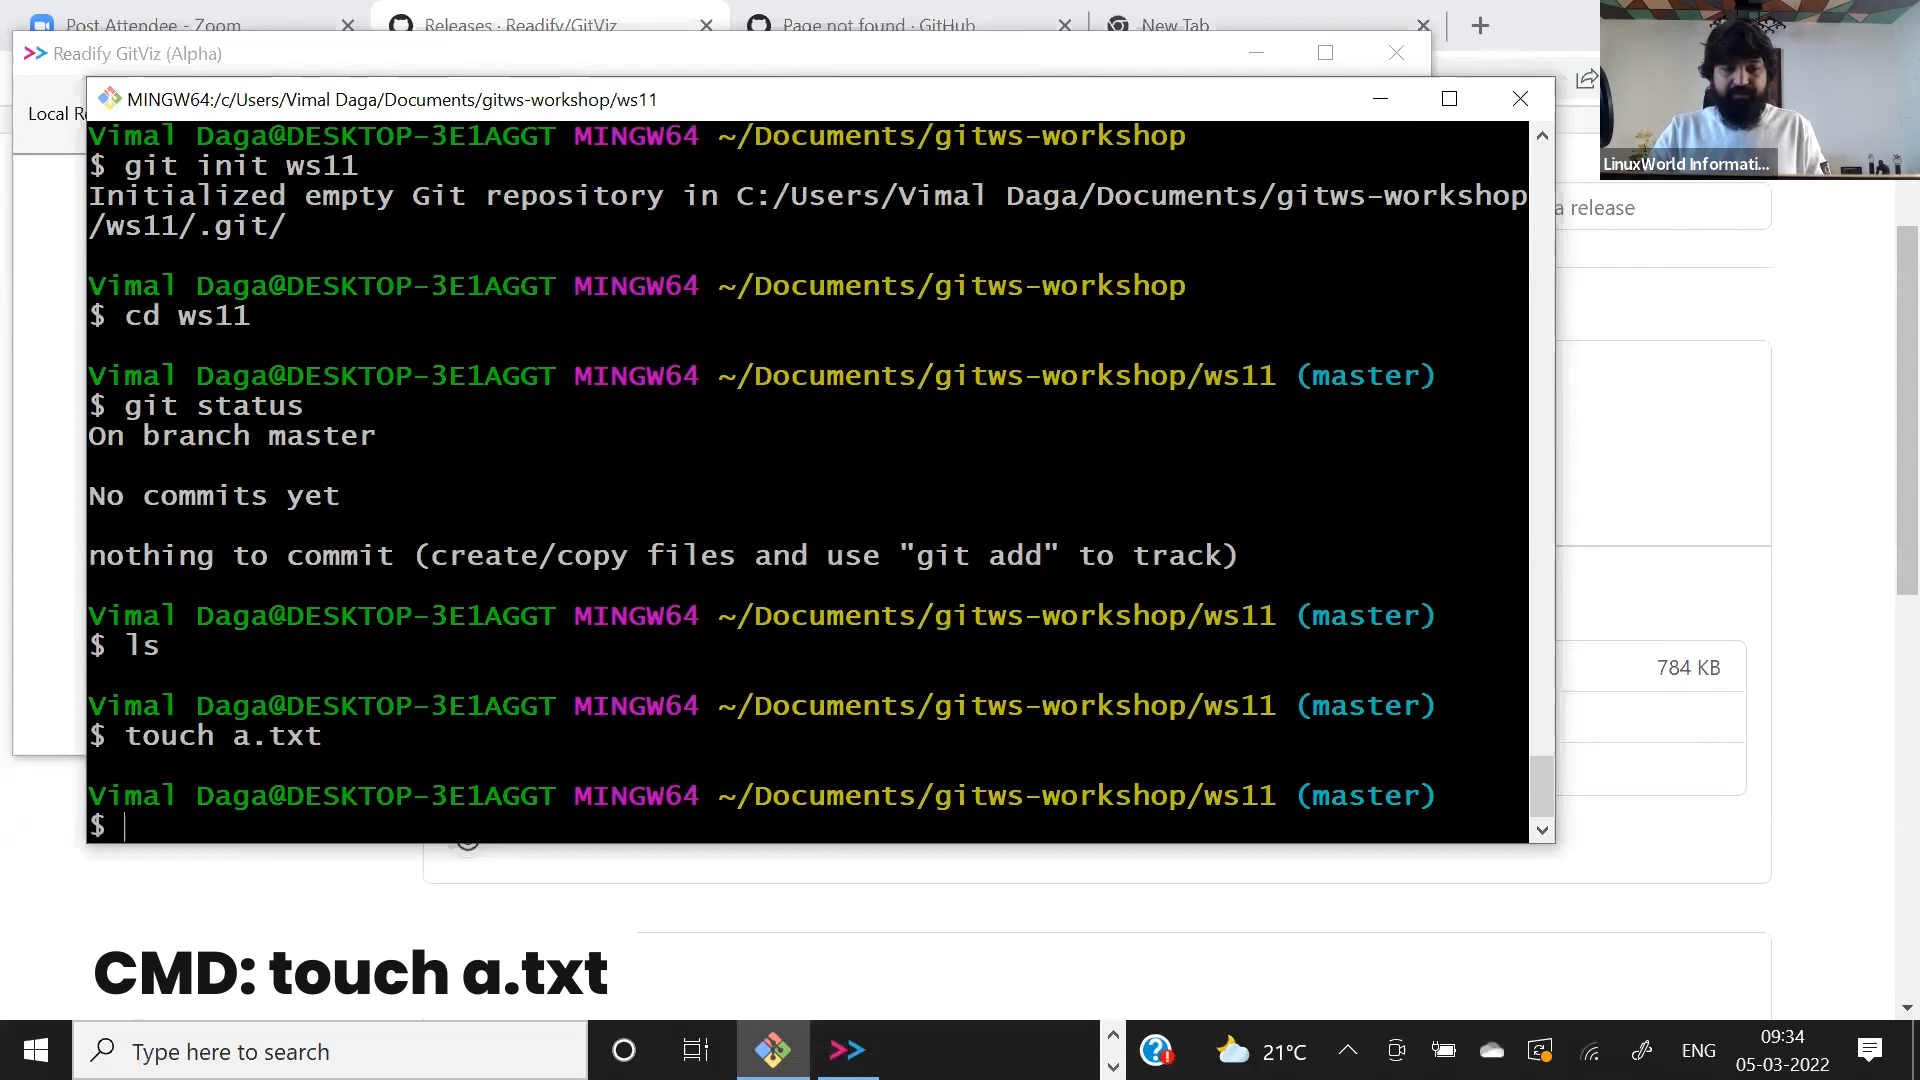 Post Attendee - Zoom
Releases · Readify/GitViz
Page not found · GitHub
New Tab
Readify GitViz (Alpha)
Local Re
MINGW64:/c/Users/Vimal Daga/Documents/gitws-workshop/ws11
Vimal Daga@DESKTOP-3E1AGGT MINGW64 ~/Documents/gitws-workshop
$ git init ws11
Initialized empty Git repository in C:/Users/Vimal Daga/Documents/gitws-workshop
/ws11/.git/
Vimal Daga@DESKTOP-3E1AGGT MINGW64 ~/Documents/gitws-workshop
$ cd ws11
Vimal Daga@DESKTOP-3E1AGGT MINGW64 ~/Documents/gitws-workshop/ws11 (master)
$ git status
On branch master
No commits yet
nothing to commit (create/copy files and use "git add" to track)
Vimal Daga@DESKTOP-3E1AGGT MINGW64 ~/Documents/gitws-workshop/ws11 (master)
$ ls
Vimal Daga@DESKTOP-3E1AGGT MINGW64 ~/Documents/gitws-workshop/ws11 (master)
$ touch a.txt
Vimal Daga@DESKTOP-3E1AGGT MINGW64 ~/Documents/gitws-workshop/ws11 (master)
$
LinuxWorld Informati...
a release
784 KB
CMD: touch a.txt
Type here to search
21°C
ENG
09:34
05-03-2022